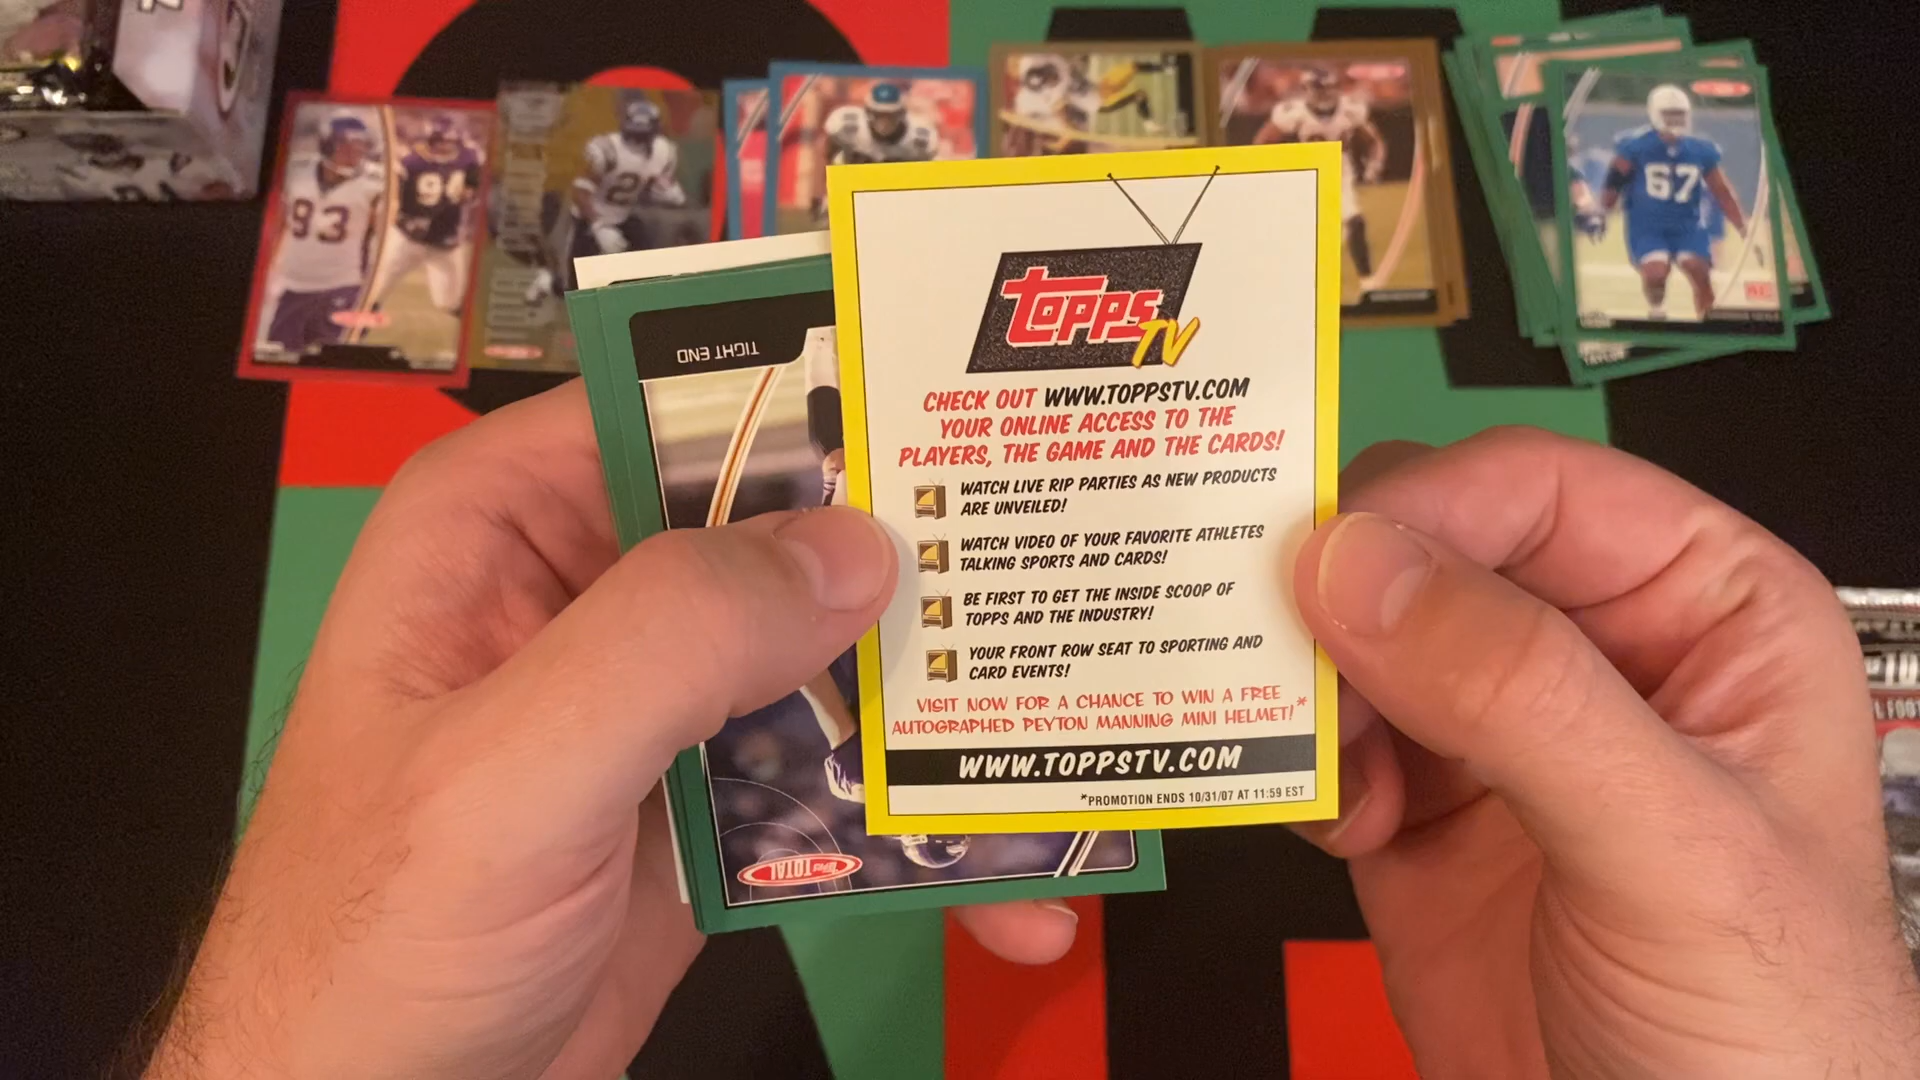 topps
TV
CHECK OUT WWW.TOPPSTV.COM
YOUR ONLINE ACCESS TO THE
PLAYERS, THE GAME AND THE CARDS!
WATCH LIVE RIP PARTIES AS NEW PRODUCTS
ARE UNVEILED!
WATCH VIDEO OF YOUR FAVORITE ATHLETES
TALKING SPORTS AND CARDS!
BE FIRST TO GET THE INSIDE SCOOP OF
TOPPS AND THE INDUSTRY!
YOUR FRONT ROW SEAT TO SPORTING AND
CARD EVENTS!
VISIT NOW FOR A CHANCE TO WIN A FREE
AUTOGRAPHED PEYTON MANNING MINI HELMET!*
WWW.TOPPSTV.COM
*PROMOTION ENDS 10/31/07 AT 11:59 EST
TIGHT END
Topps TOTAL
93
94
67
TAYLOR